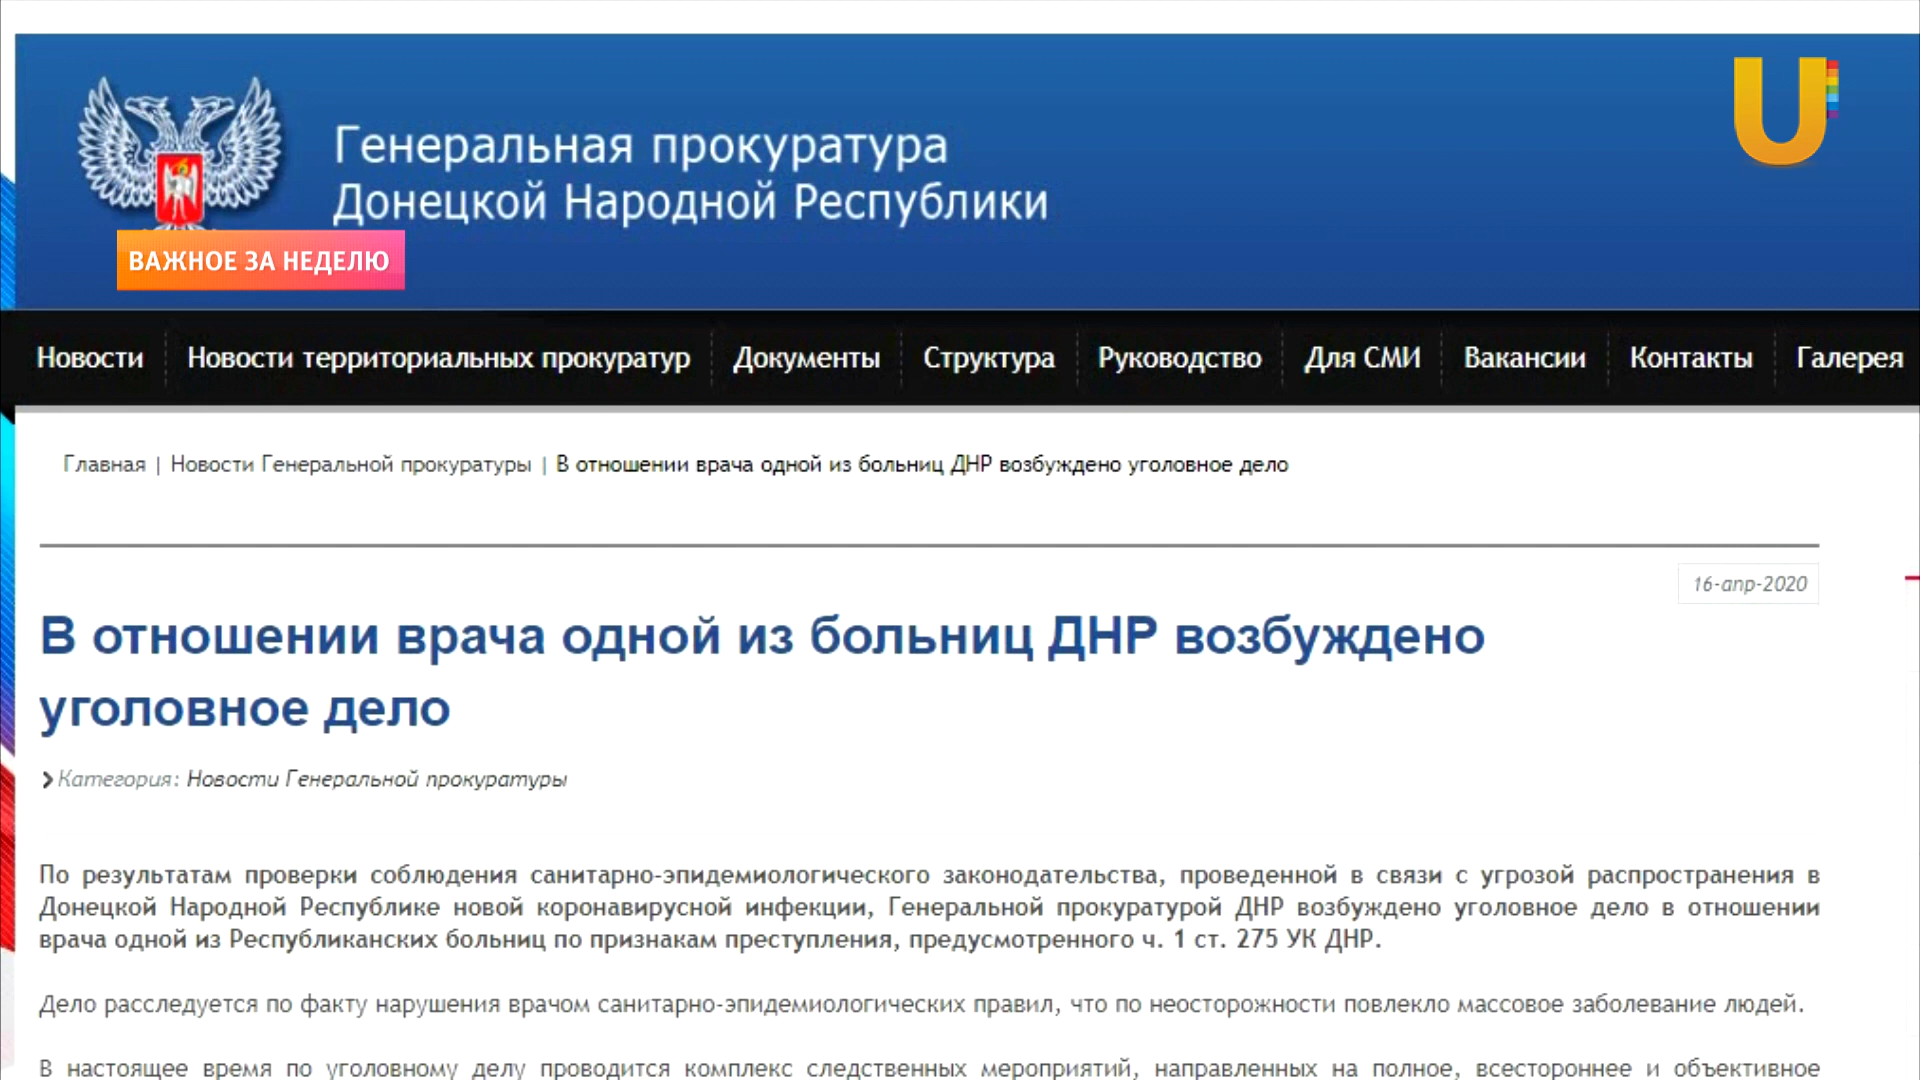 U
Генеральная прокуратура
Донецкой Народной Республики
ВАЖНОЕ ЗА НЕДЕЛЮ
Новости Новости территориальных прокуратур Документы Структура Руководство Для СМИ Вакансии Контакты Галерея
Главная | Новости Генеральной прокуратуры | В отношении врача одной из больниц ДНР возбуждено уголовное дело
16-апр-2020
В отношении врача одной из больниц ДНР возбуждено
уголовное дело
Категория: Новости Генеральной прокуратуры
По результатам проверки соблюдения санитарно-эпидемиологического законодательства, проведенной в связи с угрозой распространения в
Донецкой Народной Республике новой коронавирусной инфекции, Генеральной прокуратурой ДНР возбуждено уголовное дело в отношении
врача одной из Республиканских больниц по признакам преступления, предусмотренного ч. 1 ст. 275 УК ДНР.
Дело расследуется по факту нарушения врачом санитарно-эпидемиологических правил, что по неосторожности повлекло массовое заболевание людей.
В настоящее время по уголовному делу проводится комплекс следственных мероприятий, направленных на полное, всестороннее и объективное